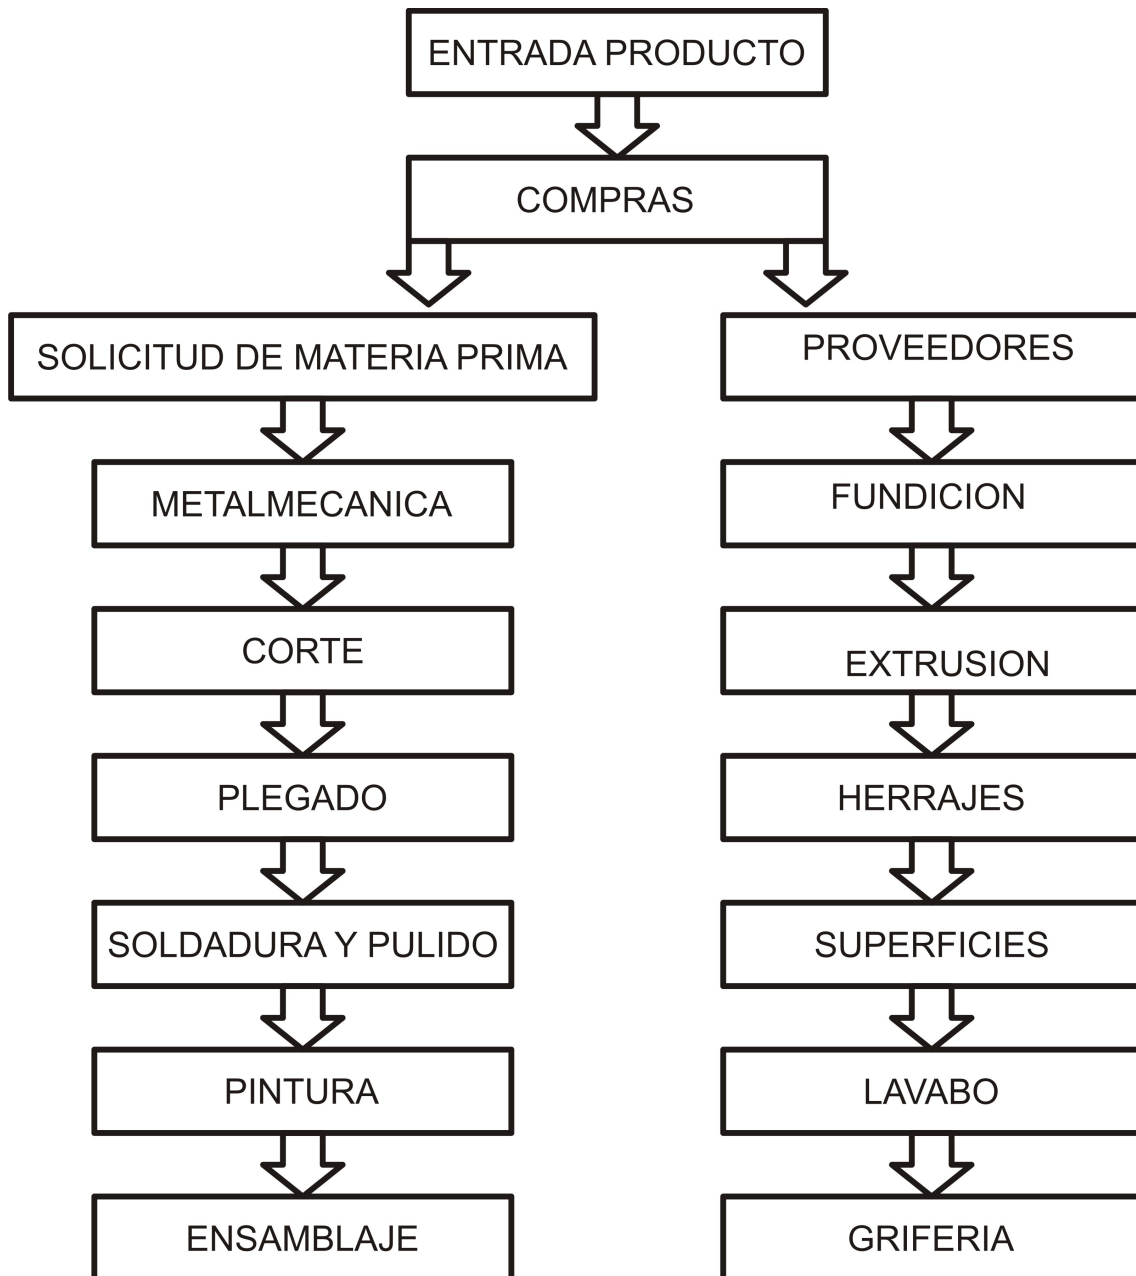 ENTRADA PRODUCTO
COMPRAS
SOLICITUD DE MATERIA PRIMA
METALMECANICA
CORTE
PLEGADO
SOLDADURA Y PULIDO
PINTURA
ENSAMBLAJE
PROVEEDORES
FUNDICION
EXTRUSION
HERRAJES
SUPERFICIES
LAVABO
GRIFERIA